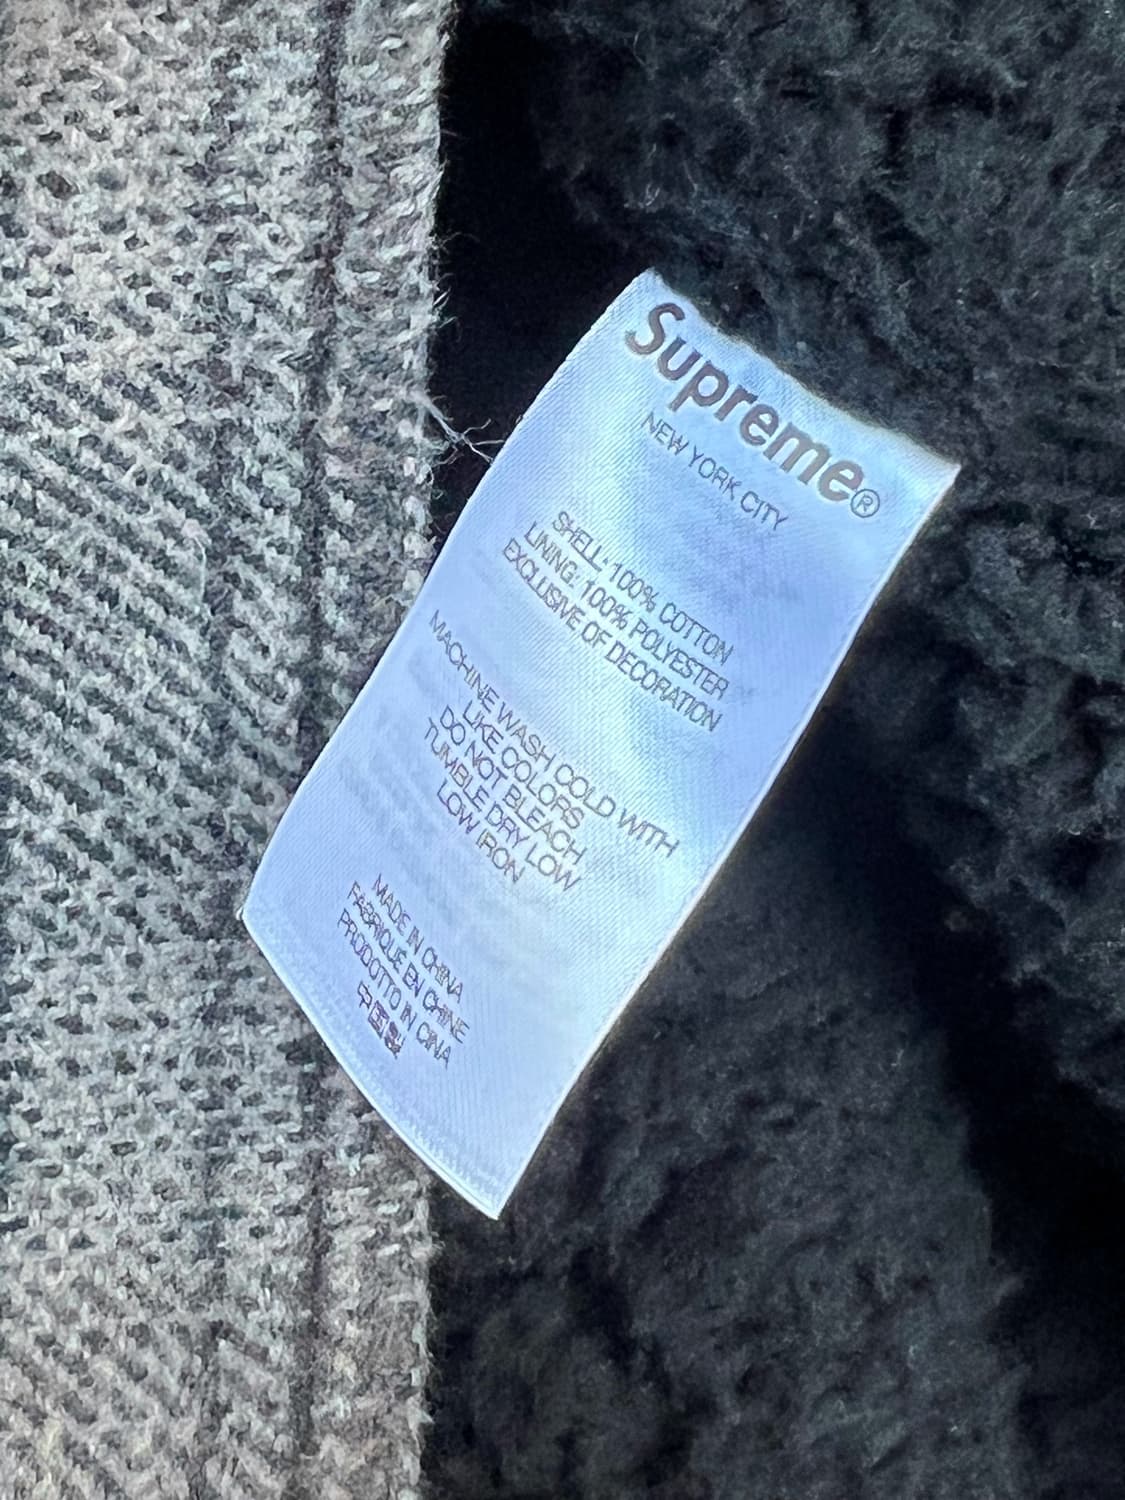 Supreme®
NEW YORK CITY
SHELL: 100% COTTON
LINING: 100% POLYESTER
EXCLUSIVE OF DECORATION
MACHINE WASH COLD WITH
LIKE COLORS
DO NOT BLEACH
TUMBLE DRY LOW
LOW IRON
MADE IN CHINA
FABRIQUÉ EN CHINE
PRODOTTO IN CINA
中国製